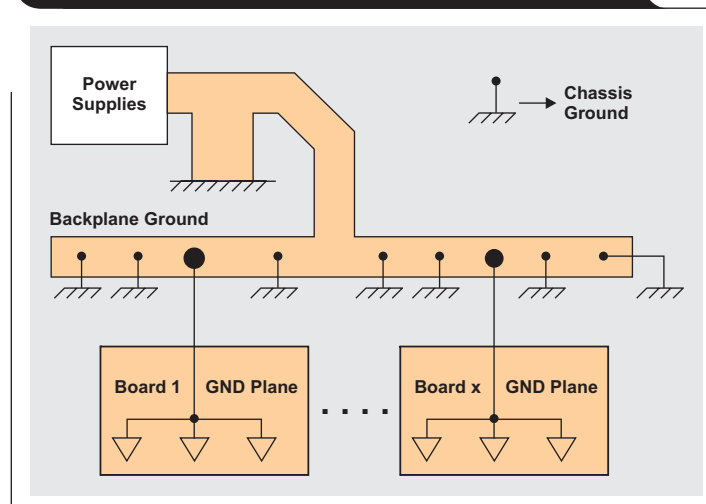 Power
Supplies
Chassis
Ground
Backplane Ground
Board 1 GND Plane
. . . .
Board x GND Plane